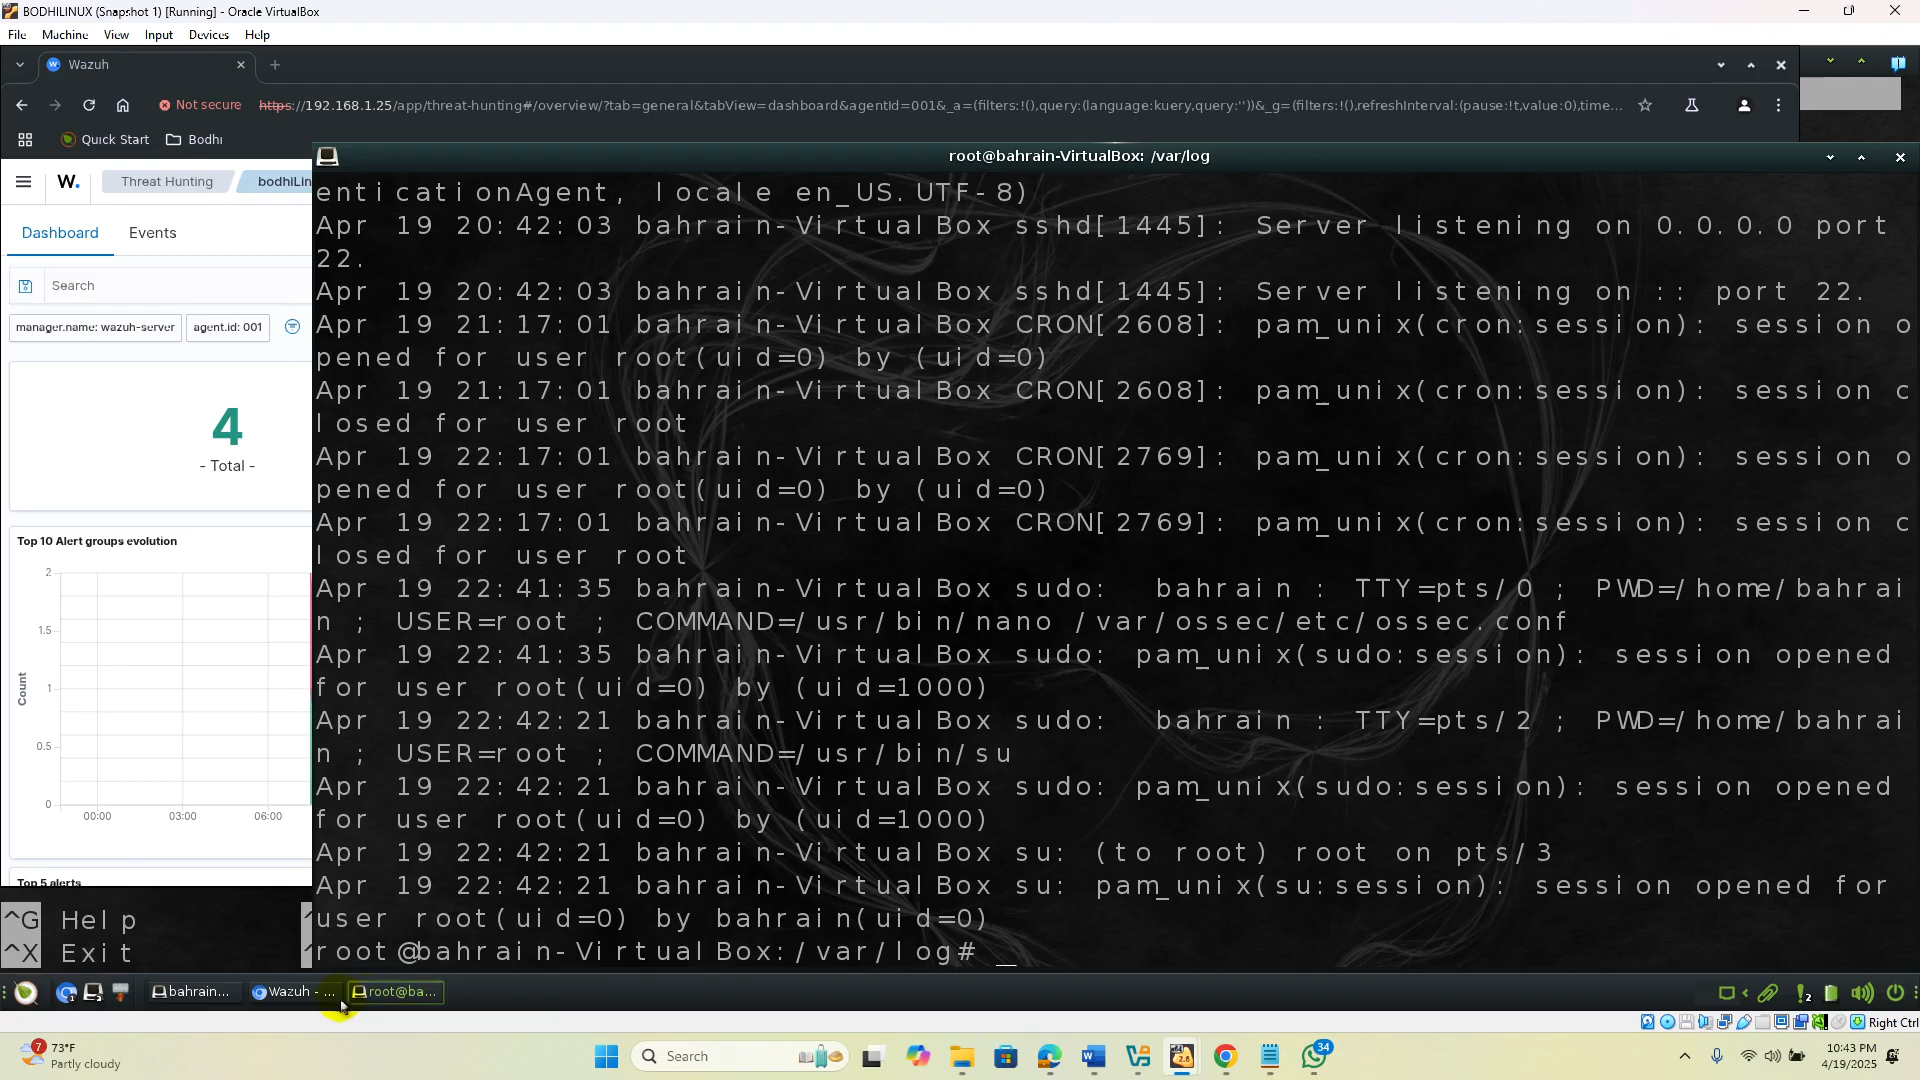 BODHILINUX (Snapshot 1) [Running] - Oracle VirtualBox
File Machine View Input Devices Help
Wazuh
Not secure https://192.168.1.25/app/threat-hunting#/overview/?tab=general&tabView=dashboard&agentId=001&_a=(filters:!(),query:(language:kuery,query:''))&_g=(filters:!(),refreshInterval:(pause:!t,value:0),time...
Quick Start Bodhi
root@bahrain-VirtualBox: /var/log
W. Threat Hunting bodhiLin
Dashboard Events
Search
manager.name: wazuh-server agent.id: 001
4
- Total -
Top 10 Alert groups evolution
2
1.5
1
0.5
0
Count
00:00 03:00 06:00
Top 5 alerts
^G Help
^X Exit
enticationAgent, locale en_US.UTF-8)
Apr 19 20:42:03 bahrain-VirtualBox sshd[1445]: Server listening on 0.0.0.0 port
22.
Apr 19 20:42:03 bahrain-VirtualBox sshd[1445]: Server listening on :: port 22.
Apr 19 21:17:01 bahrain-VirtualBox CRON[2608]: pam_unix(cron:session): session o
pened for user root(uid=0) by (uid=0)
Apr 19 21:17:01 bahrain-VirtualBox CRON[2608]: pam_unix(cron:session): session c
losed for user root
Apr 19 22:17:01 bahrain-VirtualBox CRON[2769]: pam_unix(cron:session): session o
pened for user root(uid=0) by (uid=0)
Apr 19 22:17:01 bahrain-VirtualBox CRON[2769]: pam_unix(cron:session): session c
losed for user root
Apr 19 22:41:35 bahrain-VirtualBox sudo:  bahrain : TTY=pts/0 ; PWD=/home/bahrai
n ; USER=root ; COMMAND=/usr/bin/nano /var/ossec/etc/ossec.conf
Apr 19 22:41:35 bahrain-VirtualBox sudo: pam_unix(sudo:session): session opened
for user root(uid=0) by (uid=1000)
Apr 19 22:42:21 bahrain-VirtualBox sudo:  bahrain : TTY=pts/2 ; PWD=/home/bahrai
n ; USER=root ; COMMAND=/usr/bin/su
Apr 19 22:42:21 bahrain-VirtualBox sudo: pam_unix(sudo:session): session opened
for user root(uid=0) by (uid=1000)
Apr 19 22:42:21 bahrain-VirtualBox su: (to root) root on pts/3
Apr 19 22:42:21 bahrain-VirtualBox su: pam_unix(su:session): session opened for
user root(uid=0) by bahrain(uid=0)
root@bahrain-VirtualBox:/var/log#
bahrain... Wazuh - ... root@ba...
2
Right Ctrl
7 73°F
Partly cloudy
Search
34
10:43 PM
4/19/2025